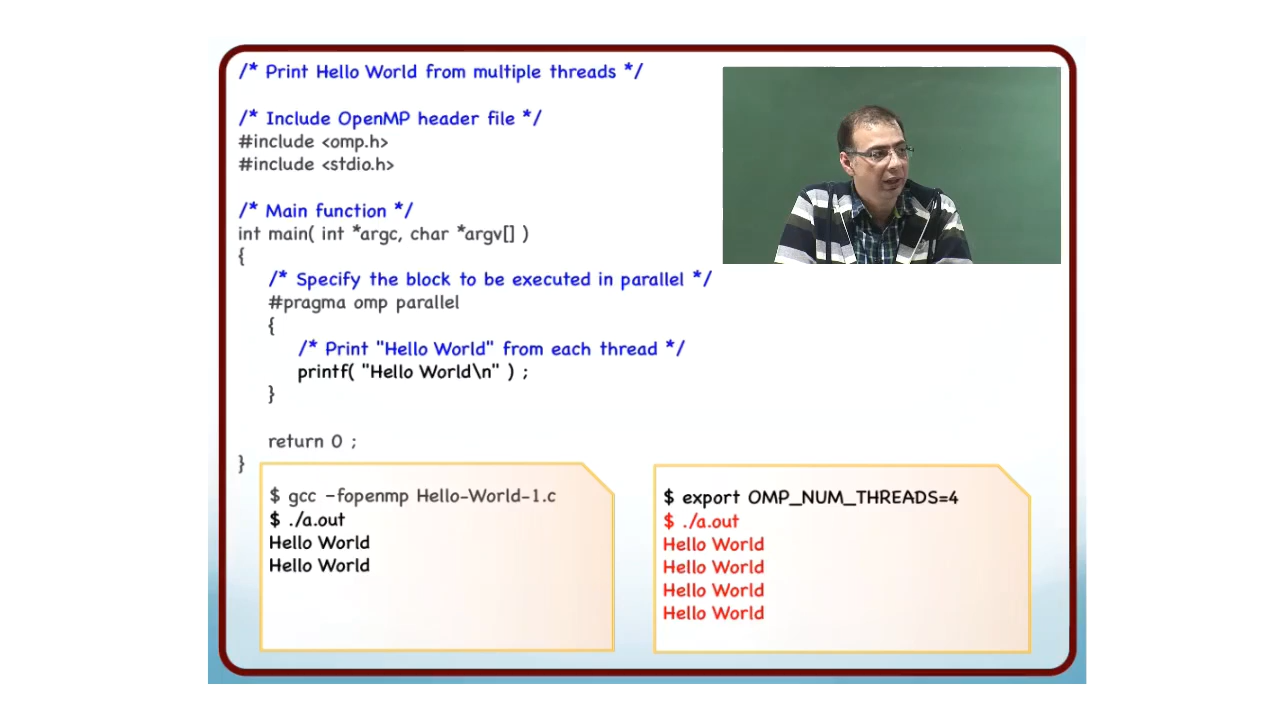 /* Print Hello World from multiple threads */
/* Include OpenMP header file */
#include <omp.h>
#include <stdio.h>
/* Main function */
int main( int *argc, char *argv[] )
{
/* Specify the block to be executed in parallel */
#pragma omp parallel
{
/* Print "Hello World" from each thread */
printf( "Hello World\n" ) ;
}
return 0 ;
}
$ gcc -fopenmp Hello-World-1.c
$ ./a.out
Hello World
Hello World
$ export OMP_NUM_THREADS=4
$ ./a.out
Hello World
Hello World
Hello World
Hello World